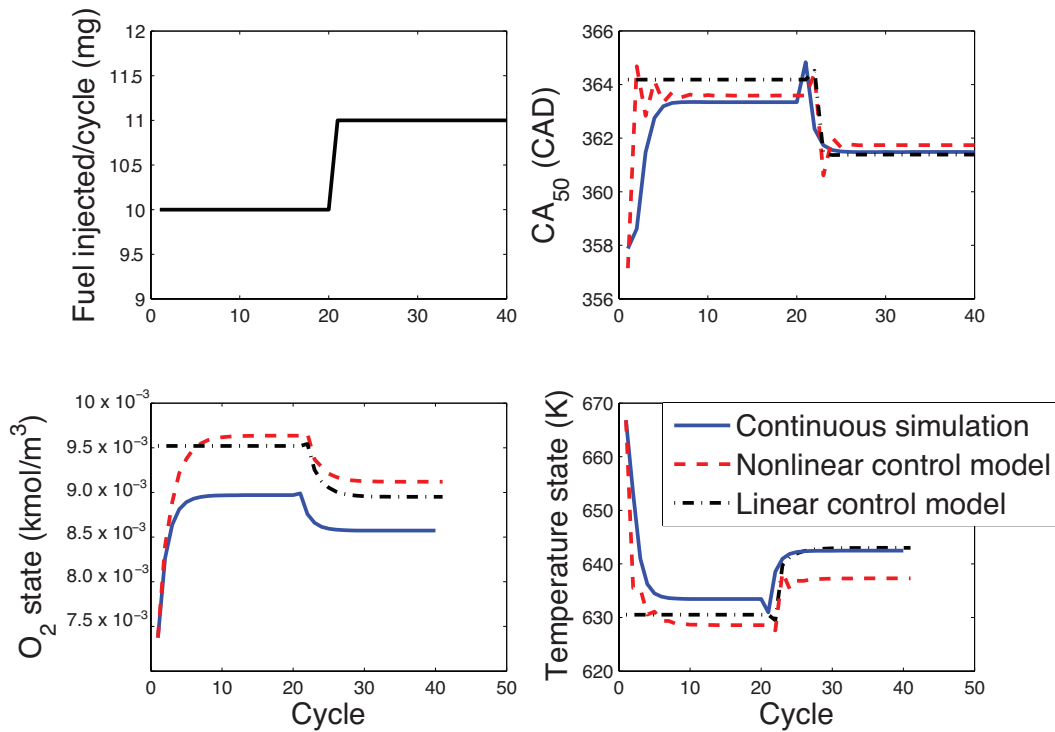 Fuel injected/cycle (mg)
12
11.5
11
10.5
10
9.5
9
0 10 20 30 40
CA50 (CAD)
366
364
362
360
358
356
0 10 20 30 40
O2 state (kmol/m³)
10 x 10⁻³
9.5 x 10⁻³
9.0 x 10⁻³
8.5 x 10⁻³
8.0 x 10⁻³
7.5 x 10⁻³
0 10 20 30 40 50
Cycle
Temperature state (K)
670
660
650
640
630
620
0 10 20 30 40 50
Cycle
Continuous simulation
Nonlinear control model
Linear control model